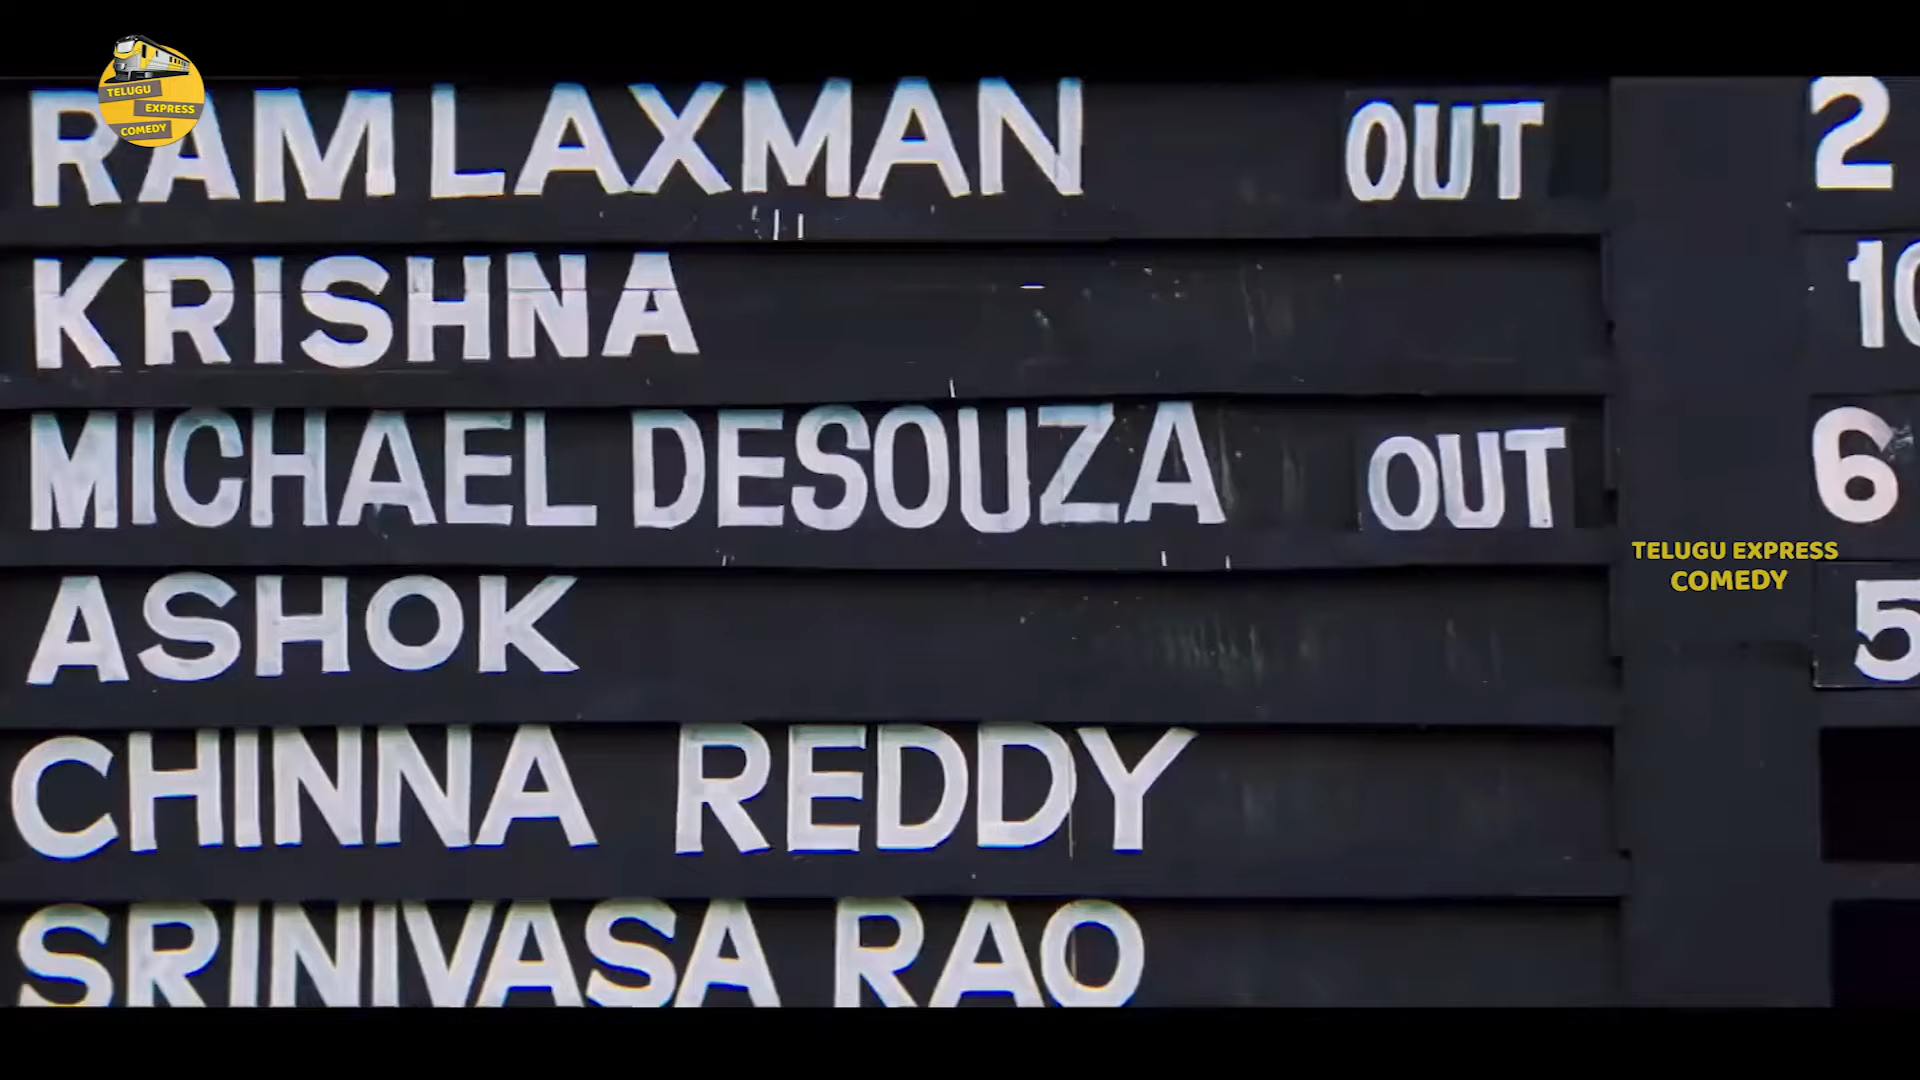 TELUGU
EXPRESS
COMEDY
RAM LAXMAN OUT 2
KRISHNA 10
MICHAEL DESOUZA OUT 6
TELUGU EXPRESS
COMEDY
ASHOK 5
CHINNA REDDY
SRINIVASA RAO